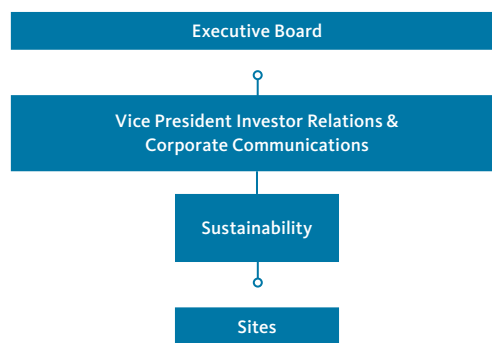 Executive Board
Vice President Investor Relations &
Corporate Communications
Sustainability
Sites